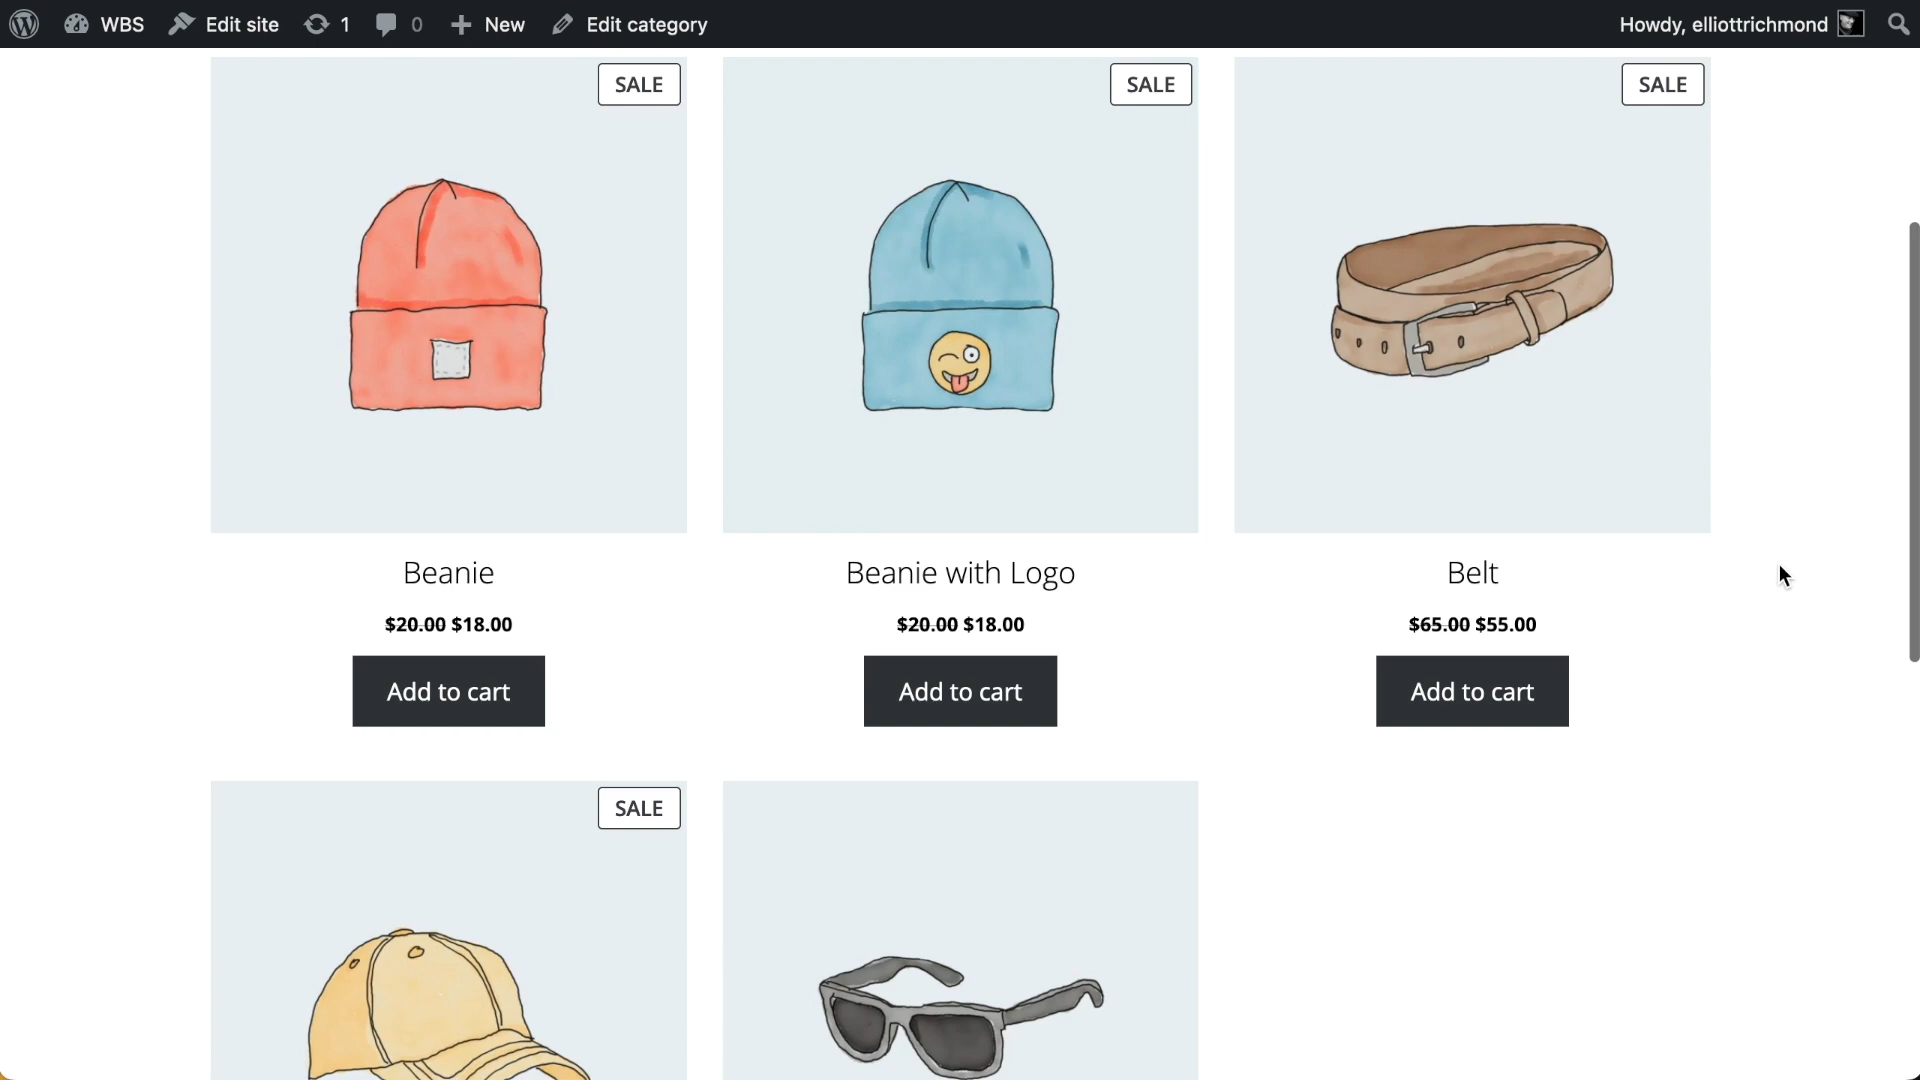 WBS Edit site 1 0 New Edit category Howdy, elliottrichmond
SALE SALE SALE
Beanie Beanie with Logo Belt
$20.00 $18.00 $20.00 $18.00 $65.00 $55.00
Add to cart Add to cart Add to cart
SALE